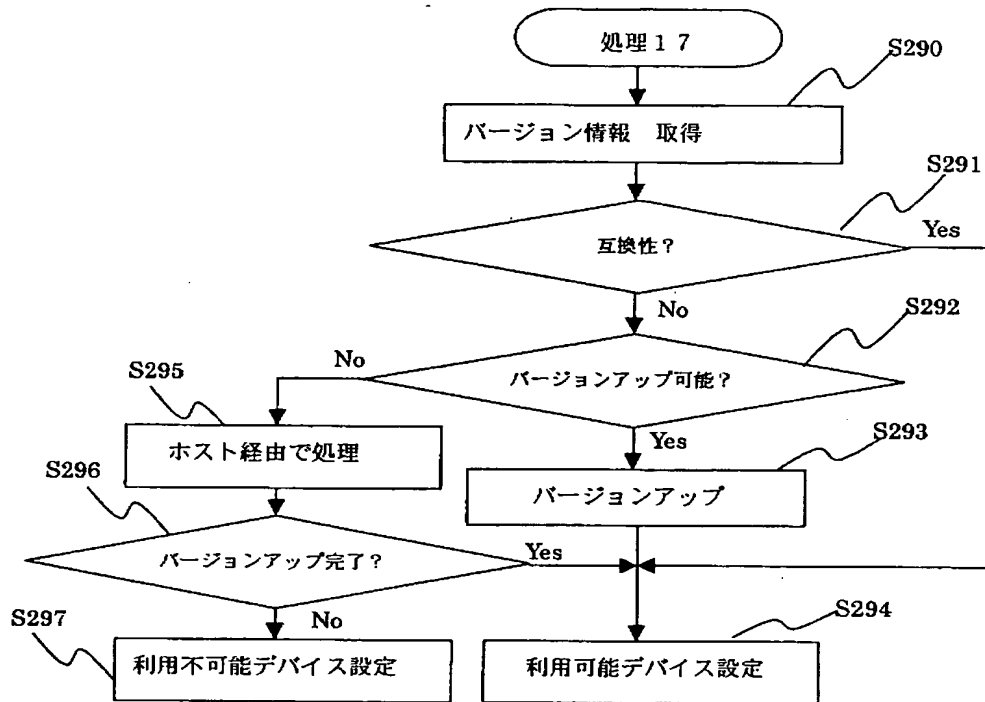 処理17
S290
バージョン情報 取得
S291
互換性?
Yes
No
S292
バージョンアップ可能?
No
S295
ホスト経由で処理
Yes
S293
バージョンアップ
S296
バージョンアップ完了?
Yes
No
S297
利用不可能デバイス設定
S294
利用可能デバイス設定